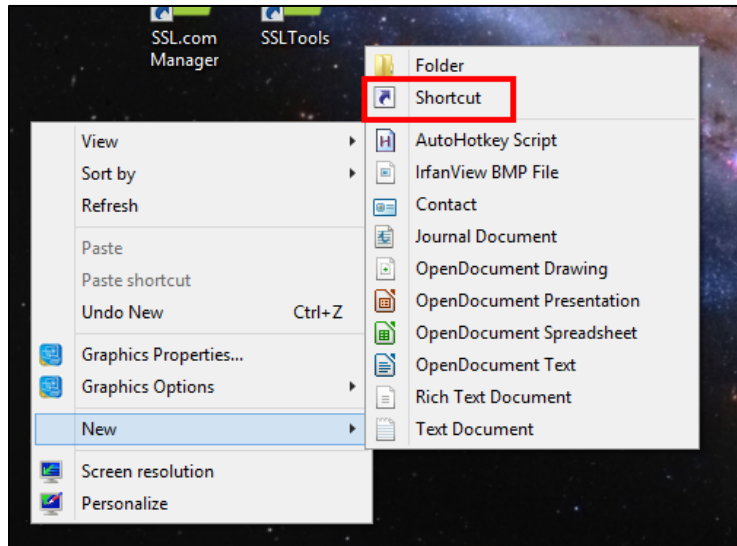 SSL.com
Manager
SSLTools
Folder
Shortcut
AutoHotkey Script
IrfanView BMP File
Contact
Journal Document
OpenDocument Drawing
OpenDocument Presentation
OpenDocument Spreadsheet
OpenDocument Text
Rich Text Document
Text Document
View
Sort by
Refresh
Paste
Paste shortcut
Undo New Ctrl+Z
Graphics Properties...
Graphics Options
New
Screen resolution
Personalize